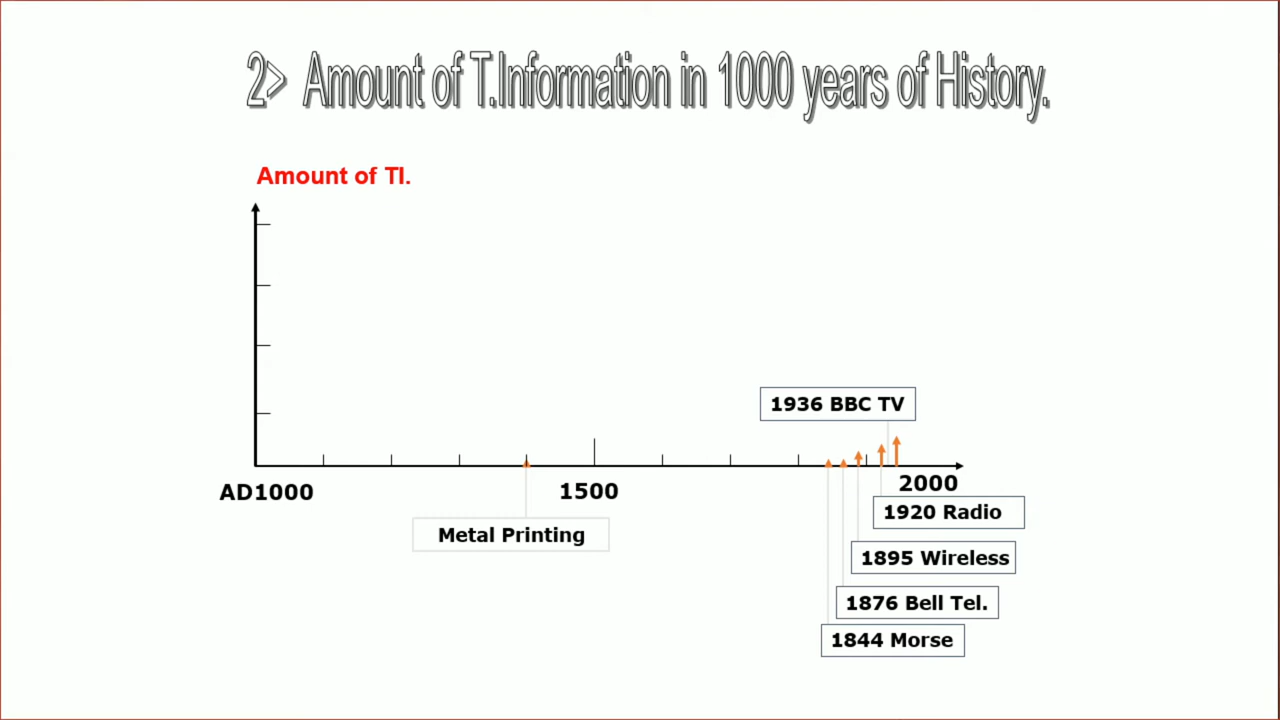 2> Amount of T.Information in 1000 years of History.
Amount of TI.
1936 BBC TV
AD1000
1500
2000
1920 Radio
Metal Printing
1895 Wireless
1876 Bell Tel.
1844 Morse